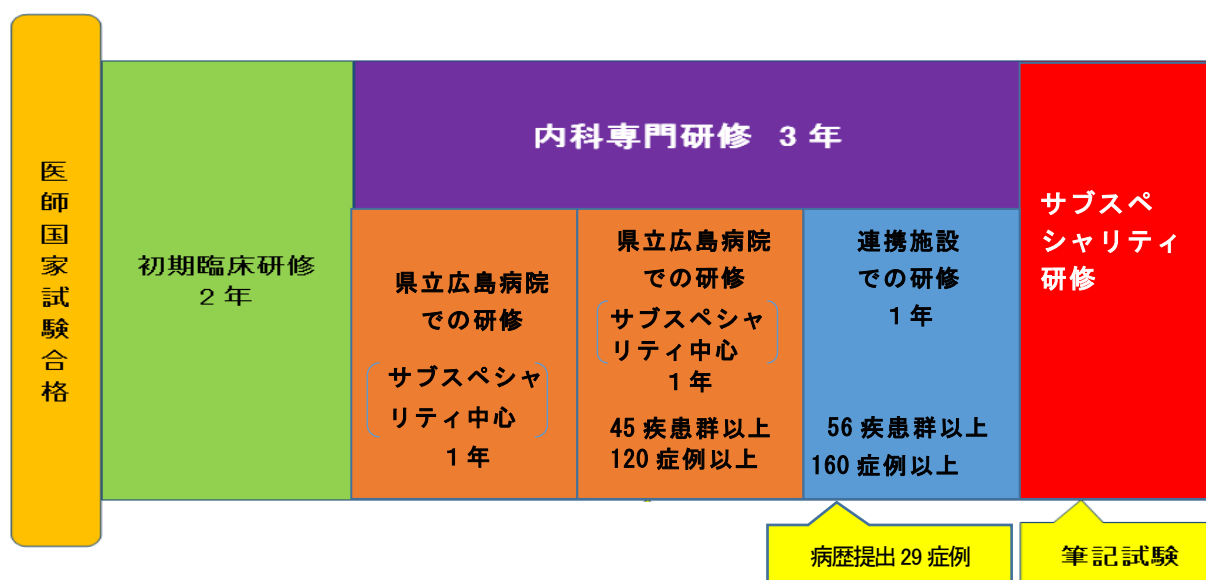 医師国家試験合格
初期臨床研修
2 年
内科専門研修 3 年
県立広島病院
での研修
サブスペシャ
リティ中心
1 年
県立広島病院
での研修
サブスペシャ
リティ中心
1 年
45 疾患群以上
120 症例以上
連携施設
での研修
1 年
56 疾患群以上
160 症例以上
サブスペ
シャリティ
研修
病歴提出 29 症例
筆記試験